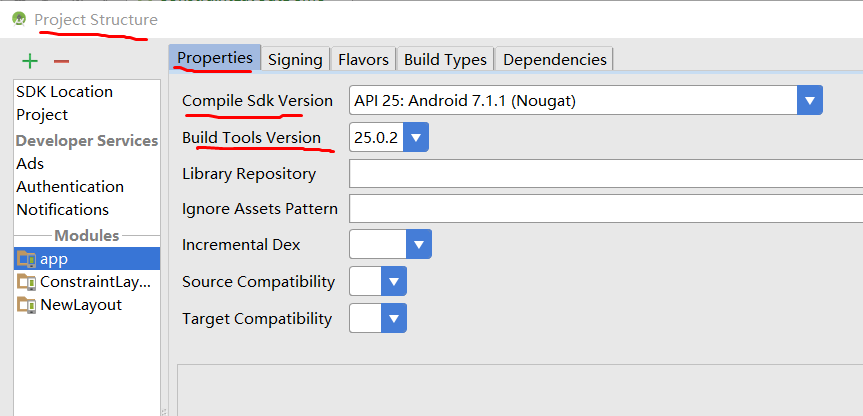 Project Structure
Properties Signing Flavors Build Types Dependencies
SDK Location
Project
Developer Services
Ads
Authentication
Notifications
Modules
app
ConstraintLay...
NewLayout
Compile Sdk Version API 25: Android 7.1.1 (Nougat)
Build Tools Version 25.0.2
Library Repository
Ignore Assets Pattern
Incremental Dex
Source Compatibility
Target Compatibility